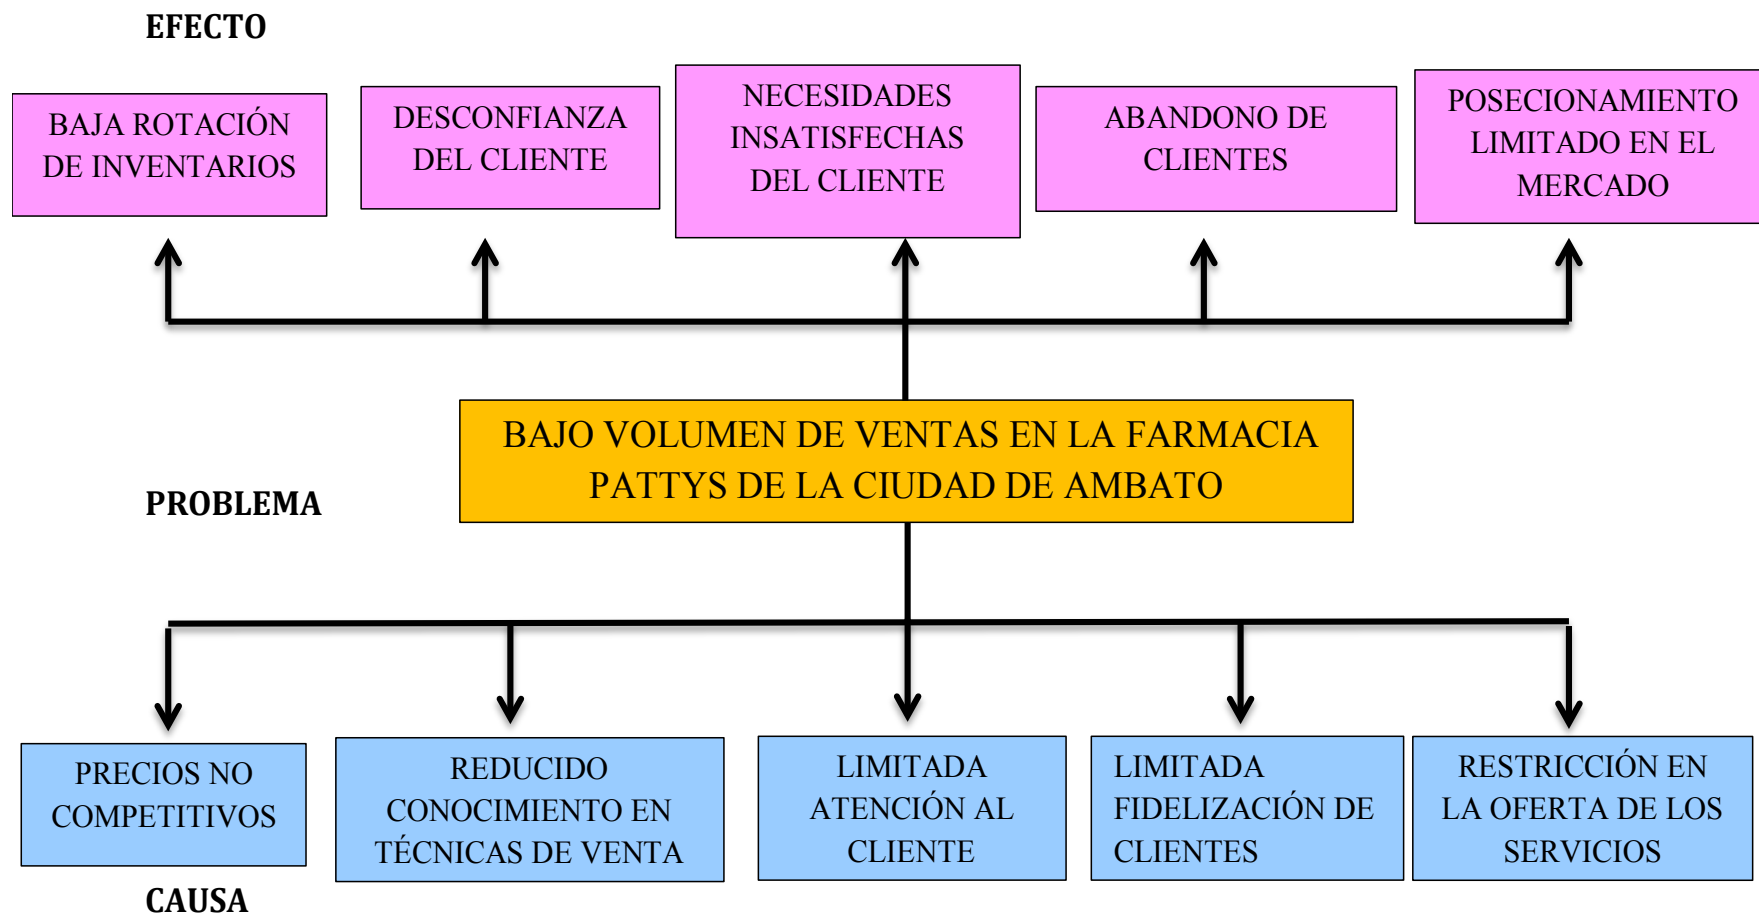 EFECTO
BAJA ROTACIÓN
DE INVENTARIOS
DESCONFIANZA
DEL CLIENTE
NECESIDADES
INSATISFECHAS
DEL CLIENTE
ABANDONO DE
CLIENTES
POSECIONAMIENTO
LIMITADO EN EL
MERCADO
BAJO VOLUMEN DE VENTAS EN LA FARMACIA
PATTYS DE LA CIUDAD DE AMBATO
PROBLEMA
PRECIOS NO
COMPETITIVOS
REDUCIDO
CONOCIMIENTO EN
TÉCNICAS DE VENTA
LIMITADA
ATENCIÓN AL
CLIENTE
LIMITADA
FIDELIZACIÓN DE
CLIENTES
RESTRICCIÓN EN
LA OFERTA DE LOS
SERVICIOS
CAUSA